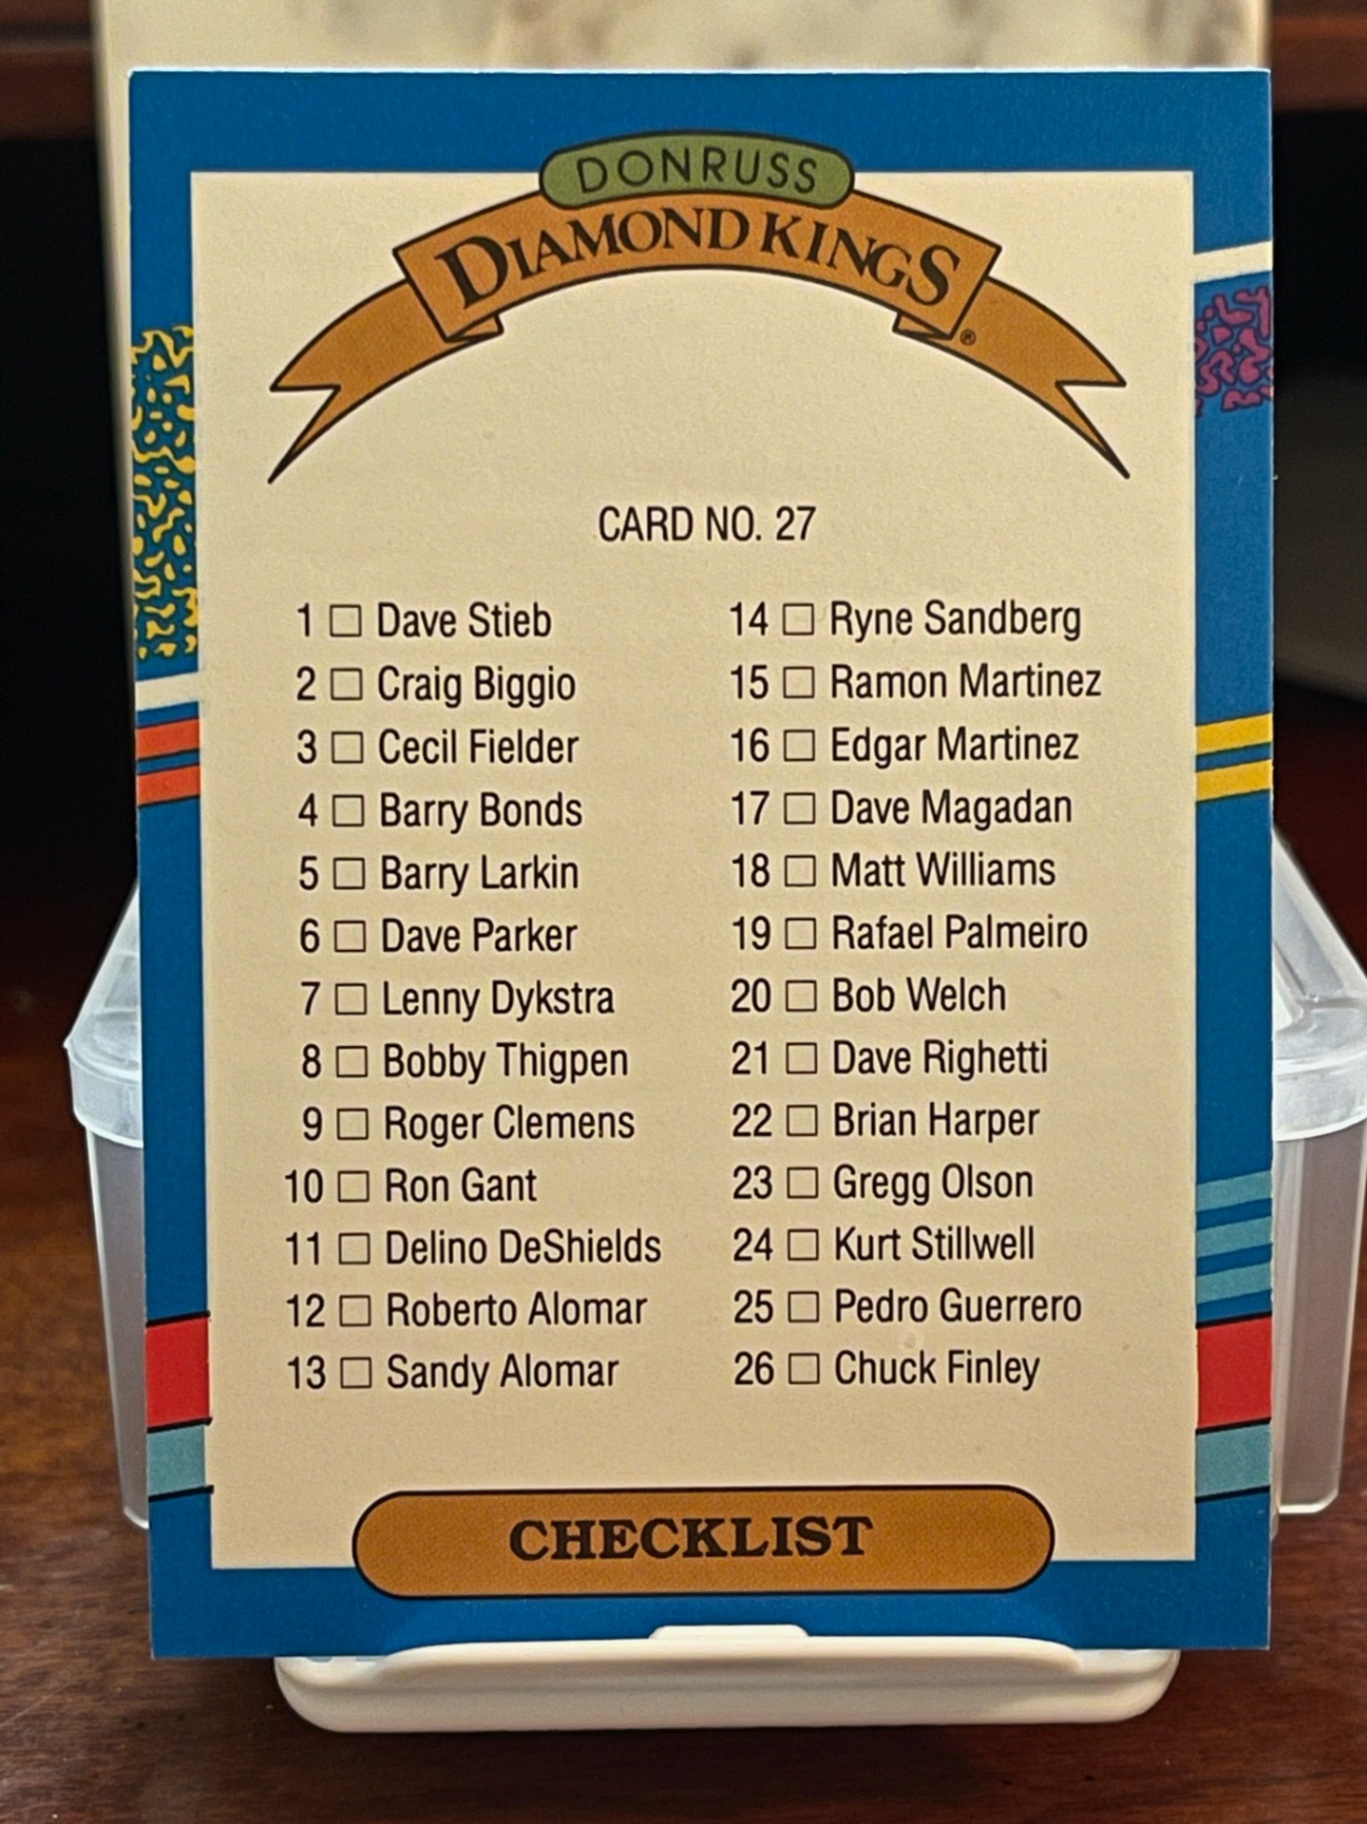 DONRUSS
DIAMOND KINGS®
CARD NO. 27
1 □ Dave Stieb
2 □ Craig Biggio
3 □ Cecil Fielder
4 □ Barry Bonds
5 □ Barry Larkin
6 □ Dave Parker
7 □ Lenny Dykstra
8 □ Bobby Thigpen
9 □ Roger Clemens
10 □ Ron Gant
11 □ Delino DeShields
12 □ Roberto Alomar
13 □ Sandy Alomar
14 □ Ryne Sandberg
15 □ Ramon Martinez
16 □ Edgar Martinez
17 □ Dave Magadan
18 □ Matt Williams
19 □ Rafael Palmeiro
20 □ Bob Welch
21 □ Dave Righetti
22 □ Brian Harper
23 □ Gregg Olson
24 □ Kurt Stillwell
25 □ Pedro Guerrero
26 □ Chuck Finley
CHECKLIST